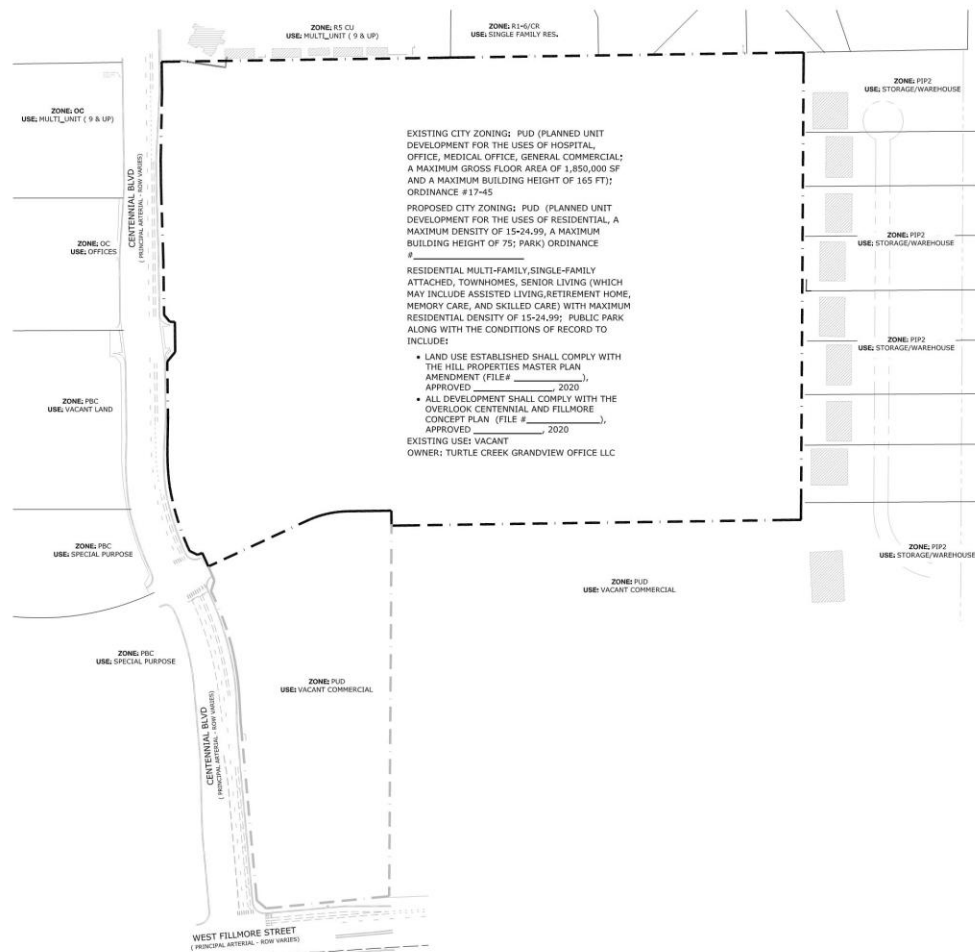 ZONE: R5 CU
USE: MULTI_UNIT ( 9 & UP)
ZONE: R1-6/CR
USE: SINGLE FAMILY RES.
ZONE: OC
USE: MULTI_UNIT ( 9 & UP)
CENTENNIAL BLVD
( PRINCIPAL ARTERIAL - ROW VARIES)
ZONE: PIP2
USE: STORAGE/WAREHOUSE
EXISTING CITY ZONING: PUD (PLANNED UNIT
DEVELOPMENT FOR THE USES OF HOSPITAL,
OFFICE, MEDICAL OFFICE, GENERAL COMMERCIAL;
A MAXIMUM GROSS FLOOR AREA OF 1,850,000 SF
AND A MAXIMUM BUILDING HEIGHT OF 165 FT);
ORDINANCE #17-45
PROPOSED CITY ZONING: PUD (PLANNED UNIT
DEVELOPMENT FOR THE USES OF RESIDENTIAL, A
MAXIMUM DENSITY OF 15-24.99, A MAXIMUM
BUILDING HEIGHT OF 75; PARK) ORDINANCE
#____________________
RESIDENTIAL MULTI-FAMILY,SINGLE-FAMILY
ATTACHED, TOWNHOMES, SENIOR LIVING (WHICH
MAY INCLUDE ASSISTED LIVING,RETIREMENT HOME,
MEMORY CARE, AND SKILLED CARE) WITH MAXIMUM
RESIDENTIAL DENSITY OF 15-24.99; PUBLIC PARK
ALONG WITH THE CONDITIONS OF RECORD TO
INCLUDE:
• LAND USE ESTABLISHED SHALL COMPLY WITH
THE HILL PROPERTIES MASTER PLAN
AMENDMENT (FILE# ____________),
APPROVED ______________, 2020
• ALL DEVELOPMENT SHALL COMPLY WITH THE
OVERLOOK CENTENNIAL AND FILLMORE
CONCEPT PLAN (FILE #_____________),
APPROVED ______________, 2020
EXISTING USE: VACANT
OWNER: TURTLE CREEK GRANDVIEW OFFICE LLC
ZONE: OC
USE: OFFICES
ZONE: PIP2
USE: STORAGE/WAREHOUSE
ZONE: PIP2
USE: STORAGE/WAREHOUSE
ZONE: PBC
USE: VACANT LAND
ZONE: PBC
USE: SPECIAL PURPOSE
ZONE: PIP2
USE: STORAGE/WAREHOUSE
ZONE: PUD
USE: VACANT COMMERCIAL
ZONE: PBC
USE: SPECIAL PURPOSE
ZONE: PUD
USE: VACANT COMMERCIAL
CENTENNIAL BLVD
( PRINCIPAL ARTERIAL - ROW VARIES)
WEST FILLMORE STREET
( PRINCIPAL ARTERIAL - ROW VARIES)